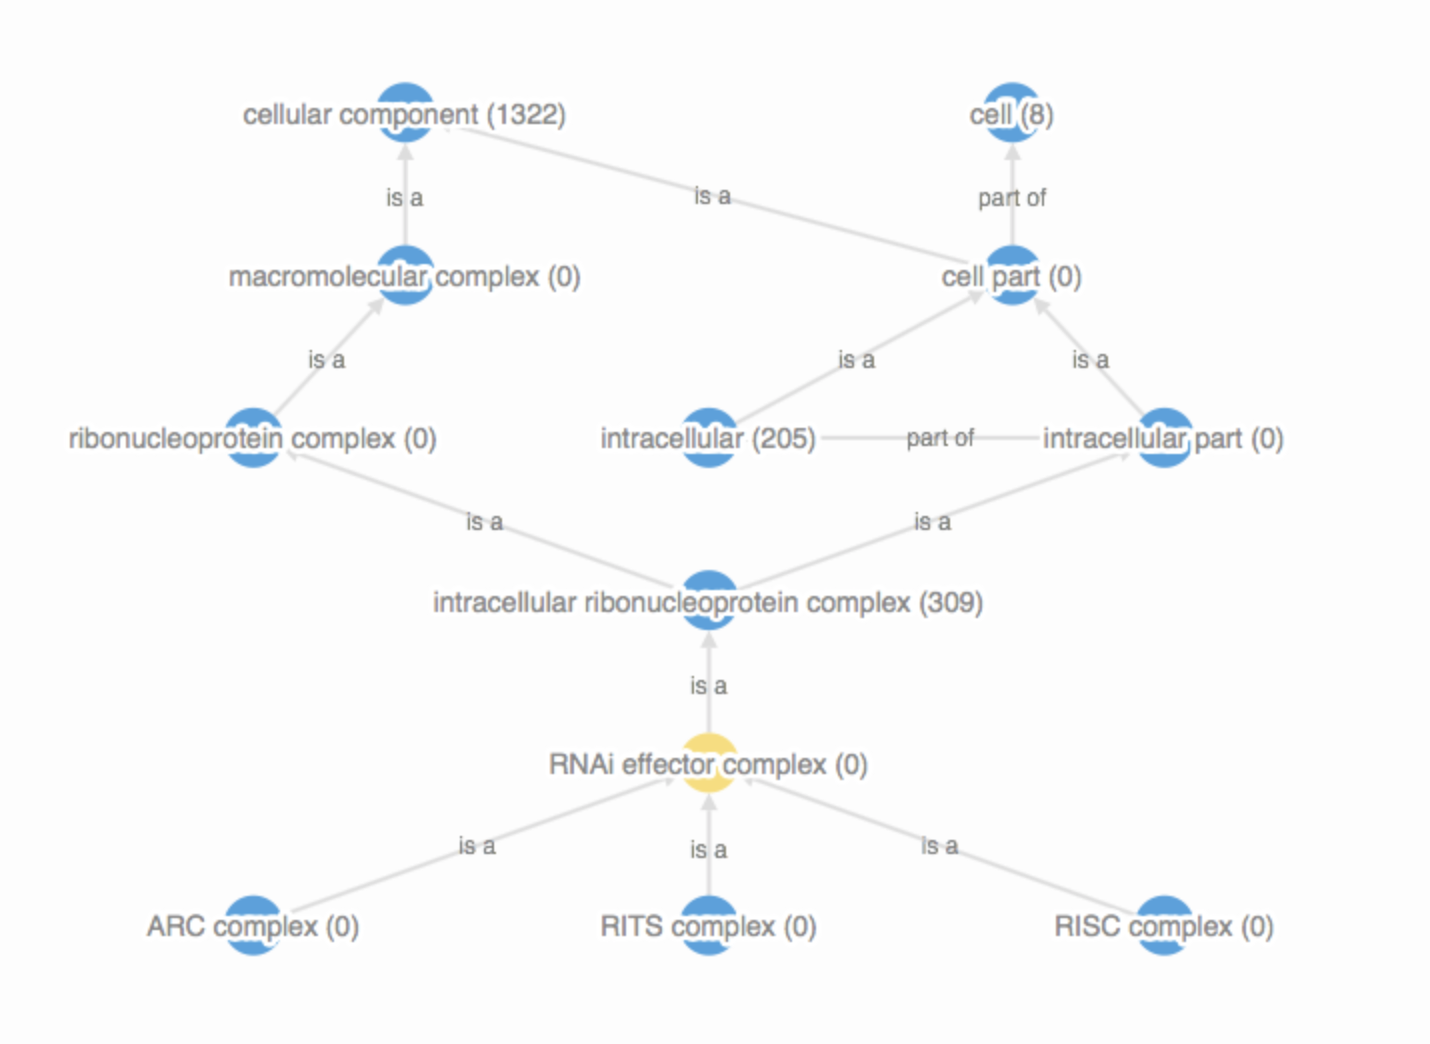 cellular component (1322)
cell (8)
is a
is a
part of
macromolecular complex (0)
cell part (0)
is a
is a
is a
ribonucleoprotein complex (0)
intracellular (205)
part of
intracellular part (0)
is a
is a
intracellular ribonucleoprotein complex (309)
is a
RNAi effector complex (0)
is a
is a
is a
ARC complex (0)
RITS complex (0)
RISC complex (0)